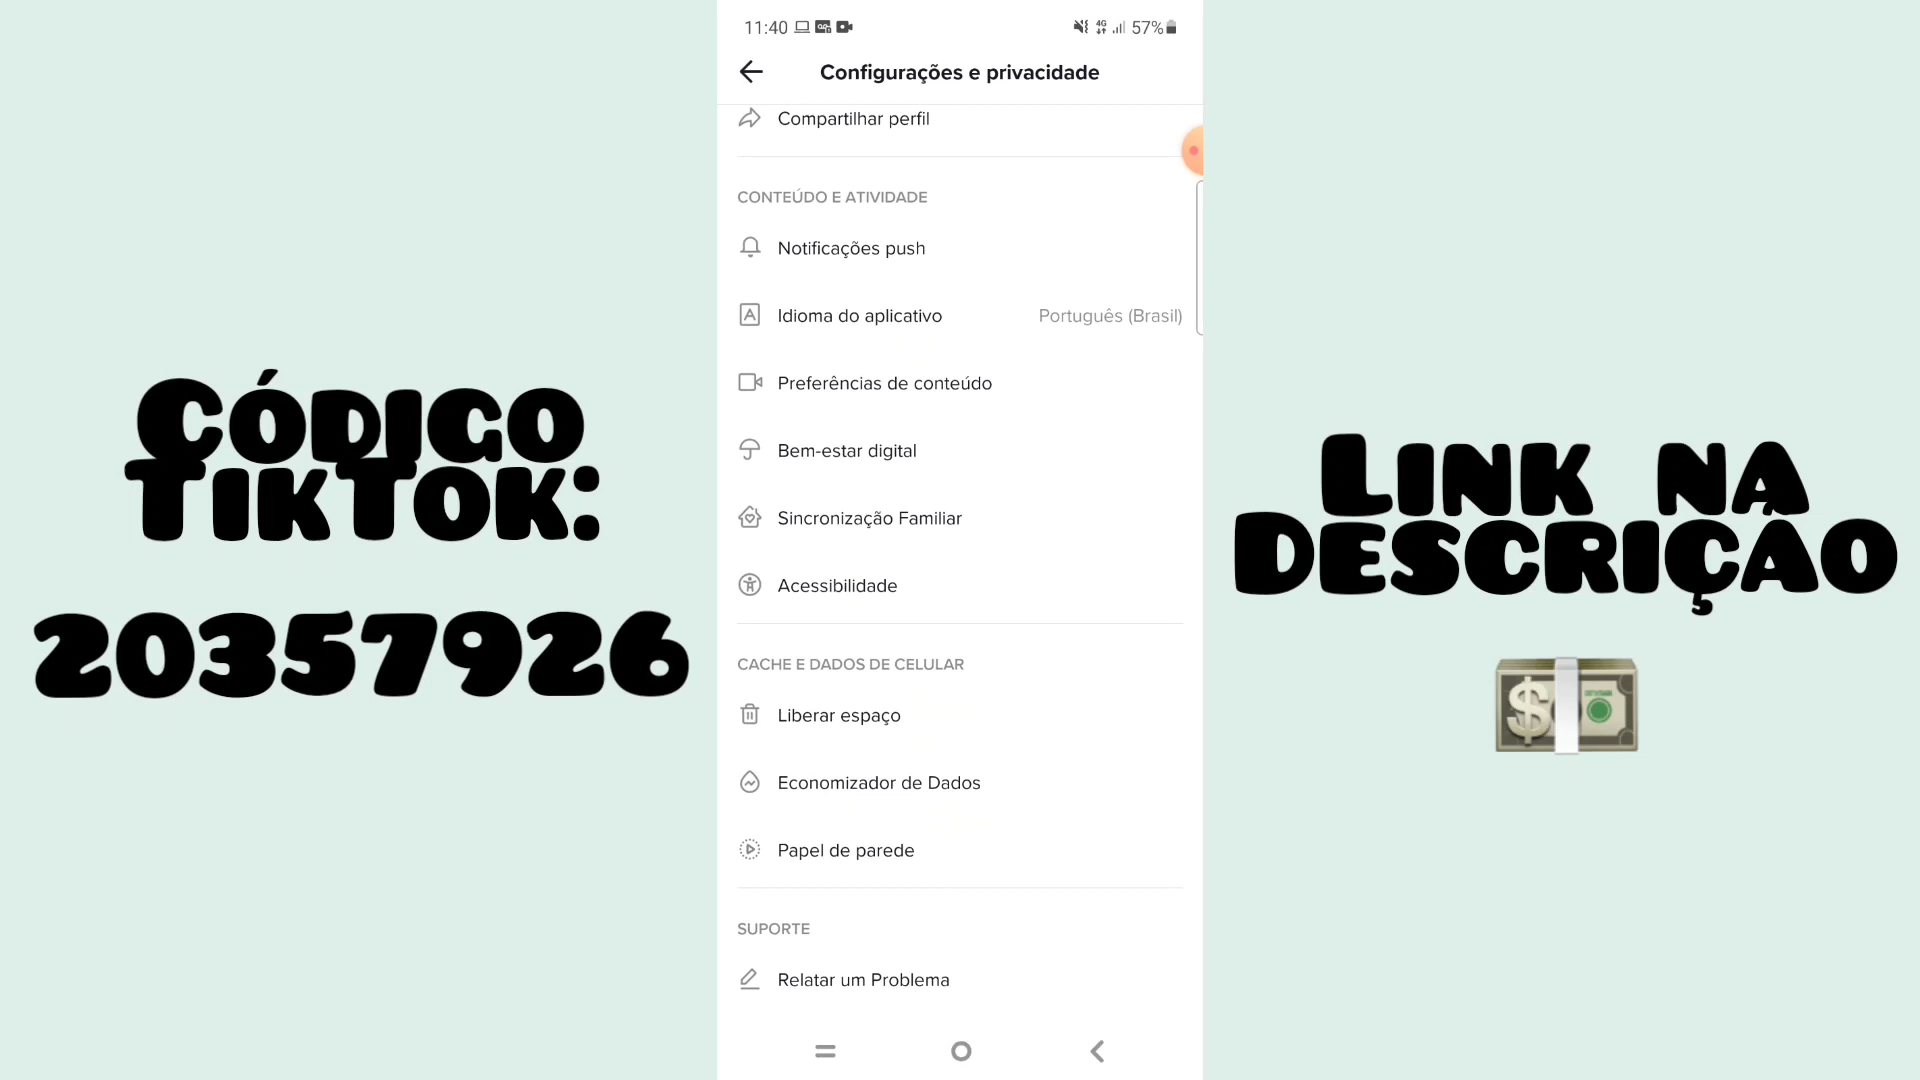 Código
TikTok:
20357926
11:40
4G
57%
Configurações e privacidade
Compartilhar perfil
CONTEÚDO E ATIVIDADE
Notificações push
Idioma do aplicativo Português (Brasil)
Preferências de conteúdo
Bem-estar digital
Sincronização Familiar
Acessibilidade
CACHE E DADOS DE CELULAR
Liberar espaço
Economizador de Dados
Papel de parede
SUPORTE
Relatar um Problema
Link na
Descrição